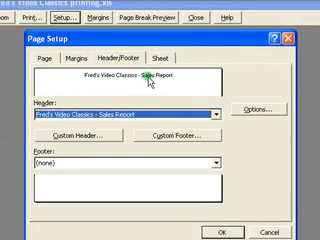 red's Video Classics printing.xls
oom Print... Setup... Margins Page Break Preview Close Help
Page Setup
Page Margins Header/Footer Sheet
Fred's Video Classics - Sales Report
Header:
Fred's Video Classics - Sales Report
Options...
Custom Header... Custom Footer...
Footer:
(none)
OK Cancel